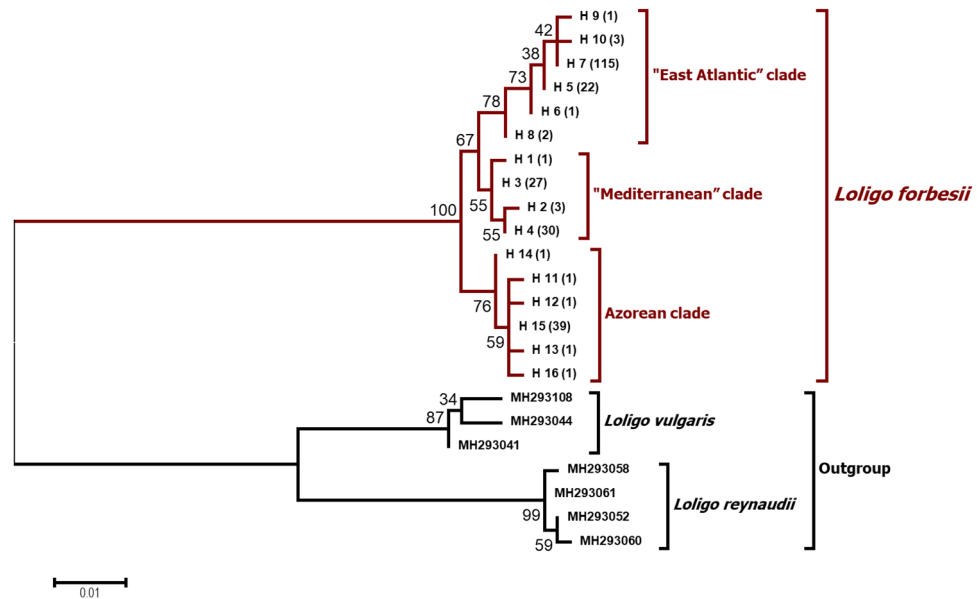 H 9 (1)
42
H 10 (3)
38
H 7 (115)
73
"East Atlantic" clade
H 5 (22)
78
H 6 (1)
H 8 (2)
67
H 1 (1)
H 3 (27)
"Mediterranean" clade
Loligo forbesii
55
H 2 (3)
100
55
H 4 (30)
H 14 (1)
H 11 (1)
76
H 12 (1)
Azorean clade
H 15 (39)
59
H 13 (1)
H 16 (1)
34
MH293108
87
MH293044
Loligo vulgaris
MH293041
Outgroup
MH293058
MH293061
Loligo reynaudii
99
MH293052
59
MH293060
0.01